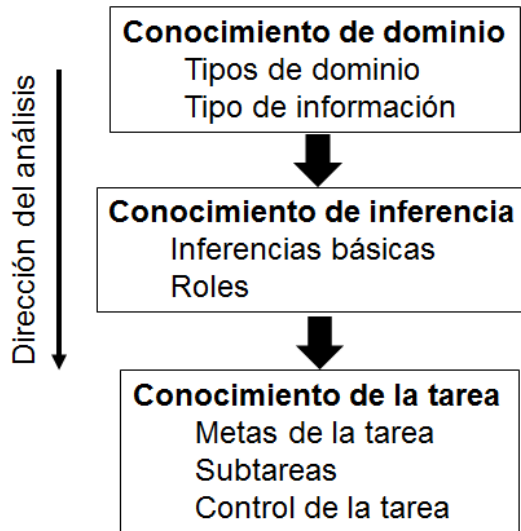 Conocimiento de dominio
Tipos de dominio
Tipo de información
Dirección del análisis
Conocimiento de inferencia
Inferencias básicas
Roles
Conocimiento de la tarea
Metas de la tarea
Subtareas
Control de la tarea